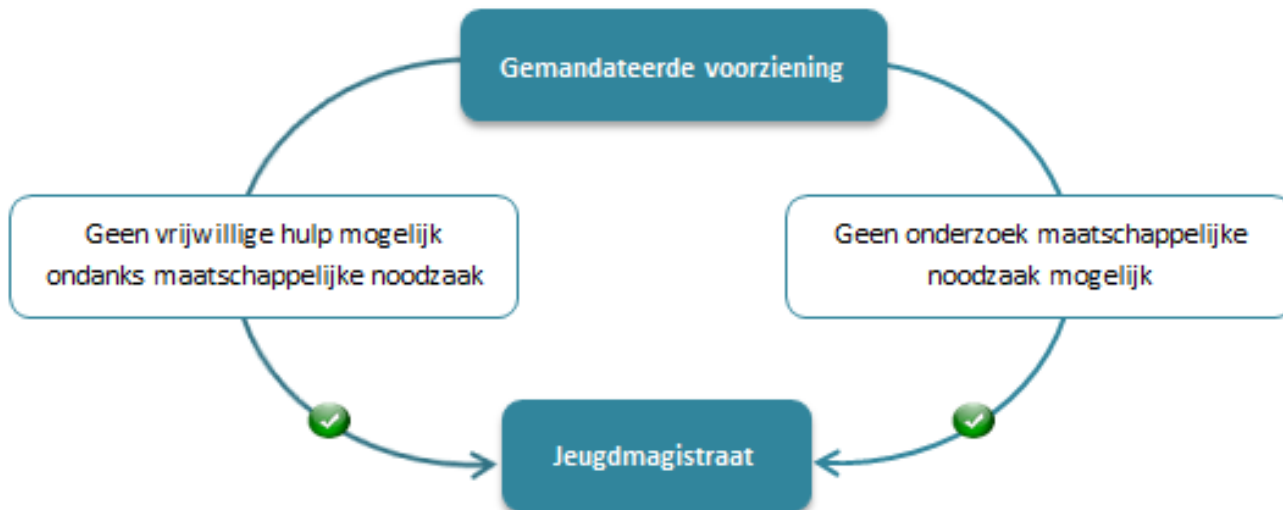 Gemandateerde voorziening
Geen vrijwillige hulp mogelijk
ondanks maatschappelijke noodzaak
Geen onderzoek maatschappelijke
noodzaak mogelijk
Jeugdmagistraat